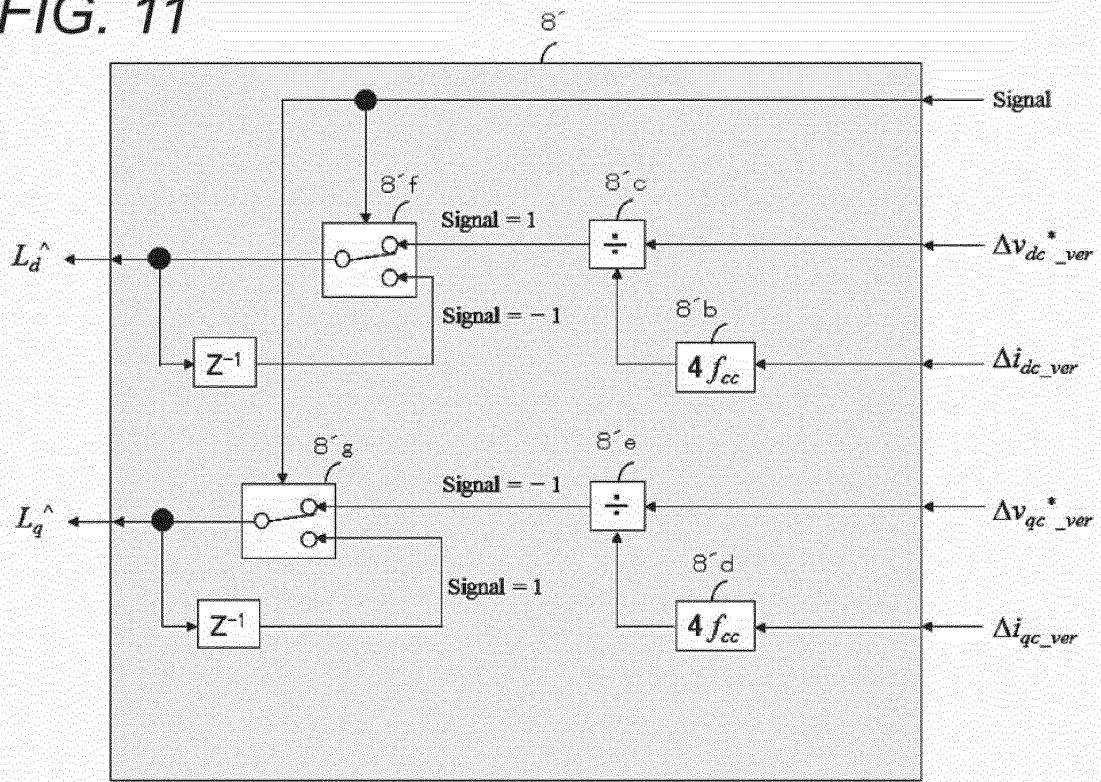 FIG. 11
8´
Signal
8´f
8´c
Signal = 1
÷
L_d^
Δv_dc*_ver
8´b
Signal = − 1
Z⁻¹
4 f_cc
Δi_dc_ver
8´g
8´e
Signal = − 1
÷
L_q^
Δv_qc*_ver
8´d
Signal = 1
Z⁻¹
4 f_cc
Δi_qc_ver